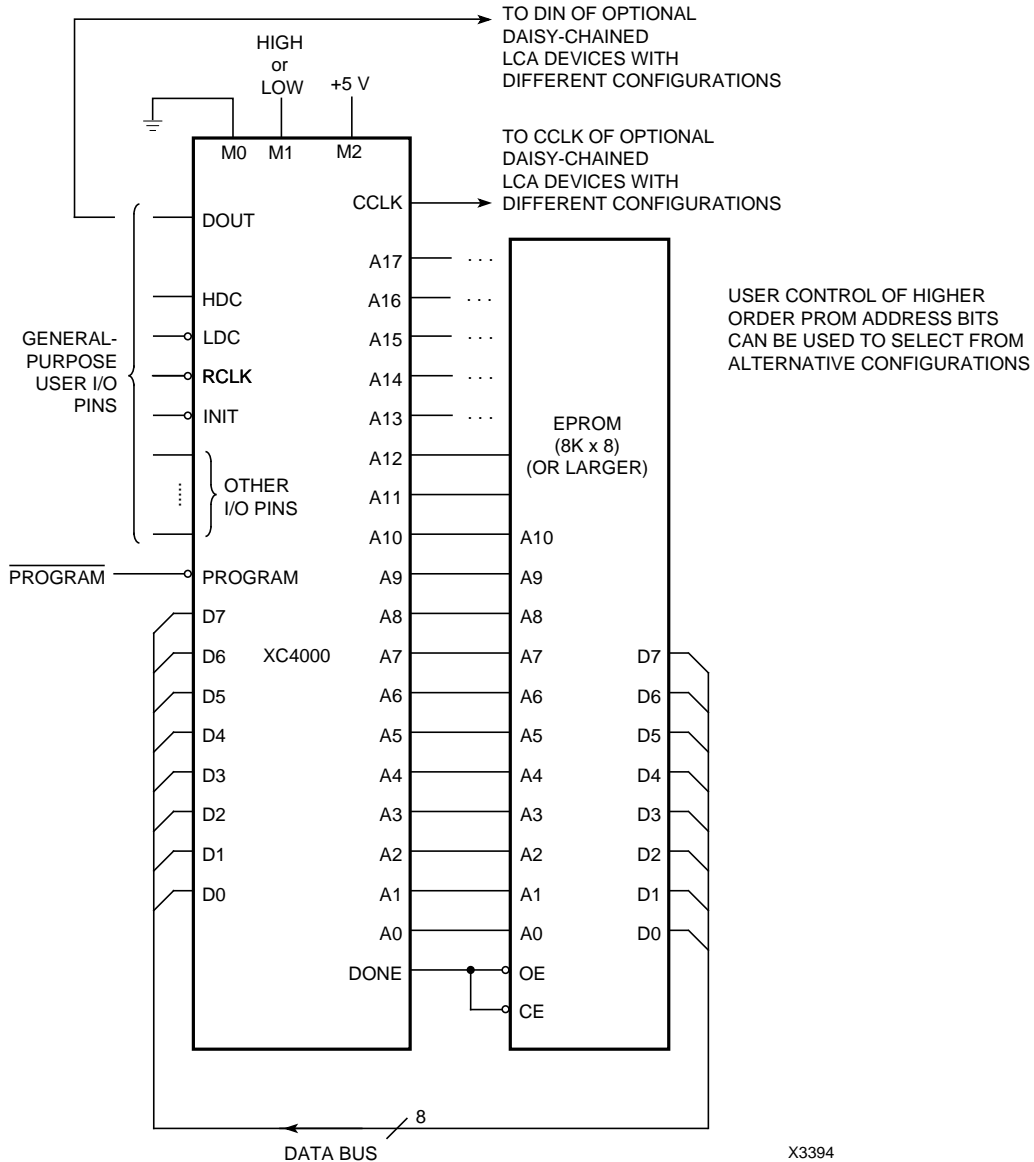 TO DIN OF OPTIONAL
DAISY-CHAINED
LCA DEVICES WITH
DIFFERENT CONFIGURATIONS
HIGH
or
LOW
+5 V
M0 M1 M2
TO CCLK OF OPTIONAL
DAISY-CHAINED
LCA DEVICES WITH
DIFFERENT CONFIGURATIONS
CCLK
DOUT
A17 . . .
HDC
A16 . . .
USER CONTROL OF HIGHER
ORDER PROM ADDRESS BITS
CAN BE USED TO SELECT FROM
ALTERNATIVE CONFIGURATIONS
GENERAL-
PURPOSE
USER I/O
PINS
LDC
A15 . . .
RCLK
A14 . . .
INIT
A13 . . .
EPROM
(8K x 8)
(OR LARGER)
A12
OTHER
I/O PINS
A11
A10 A10
PROGRAM PROGRAM A9 A9
D7 A8 A8
D6 XC4000 A7 A7 D7
D5 A6 A6 D6
D4 A5 A5 D5
D3 A4 A4 D4
D2 A3 A3 D3
D1 A2 A2 D2
D0 A1 A1 D1
A0 A0 D0
DONE OE
CE
8
DATA BUS
X3394